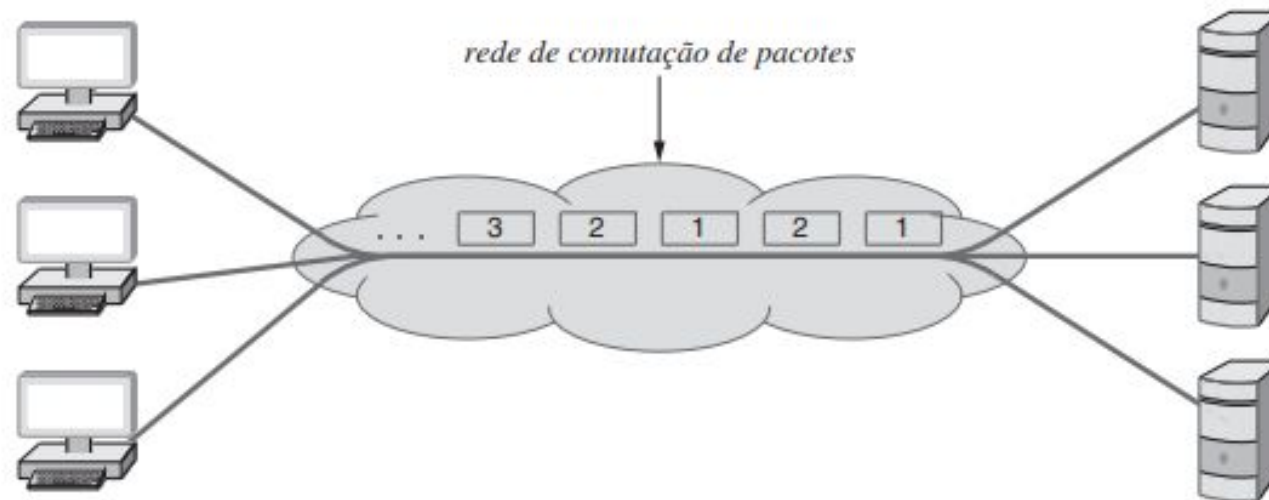 rede de comutação de pacotes
. . . 3 2 1 2 1